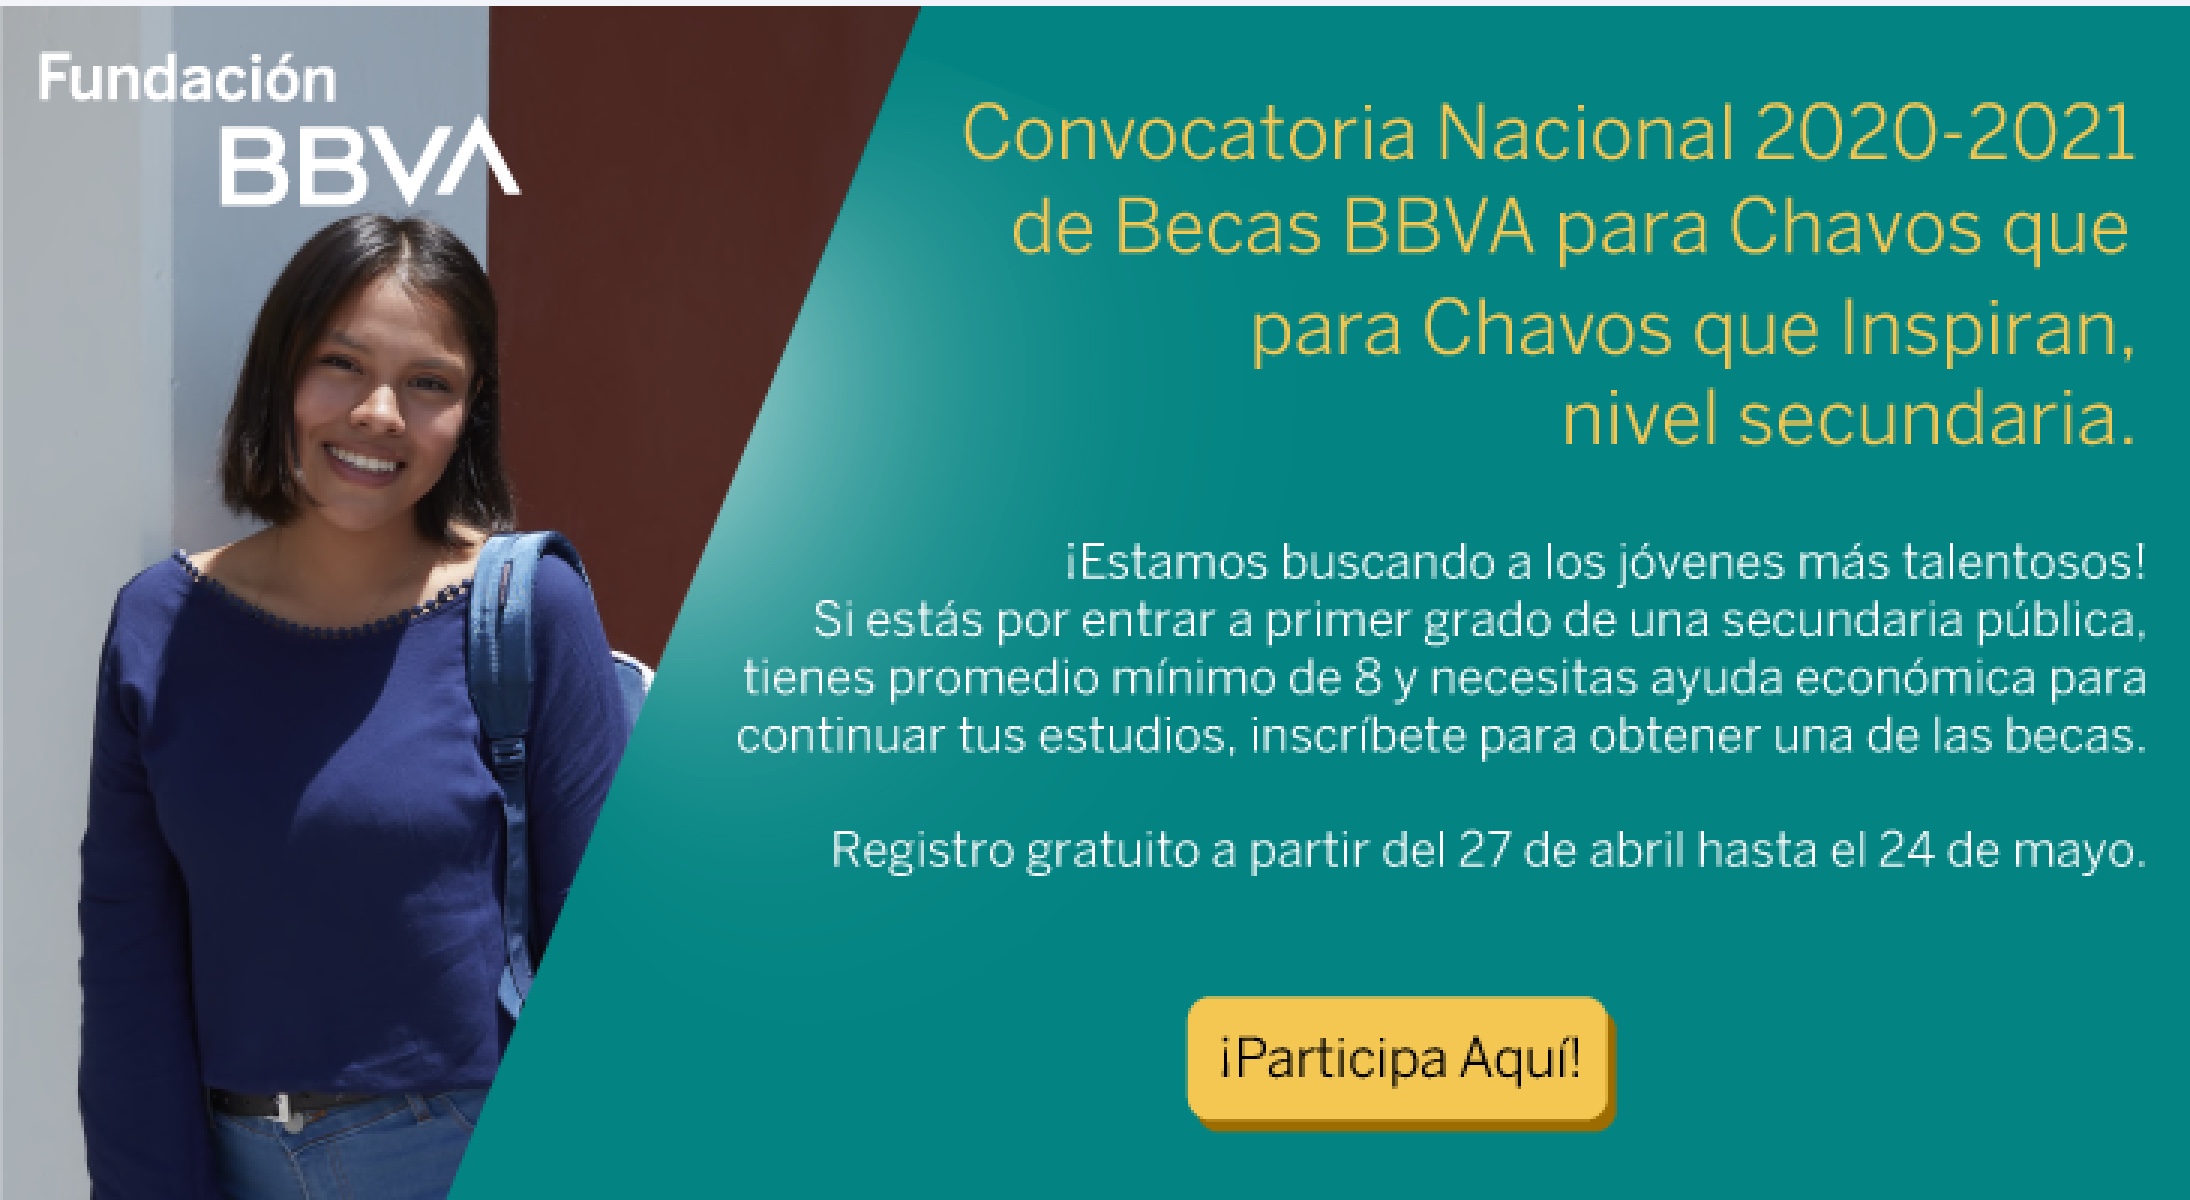 Fundación
BBVA
Convocatoria Nacional 2020-2021
de Becas BBVA para Chavos que
para Chavos que Inspiran,
nivel secundaria.
¡Estamos buscando a los jóvenes más talentosos!
Si estás por entrar a primer grado de una secundaria pública,
tienes promedio mínimo de 8 y necesitas ayuda económica para
continuar tus estudios, inscríbete para obtener una de las becas.
Registro gratuito a partir del 27 de abril hasta el 24 de mayo.
¡Participa Aquí!